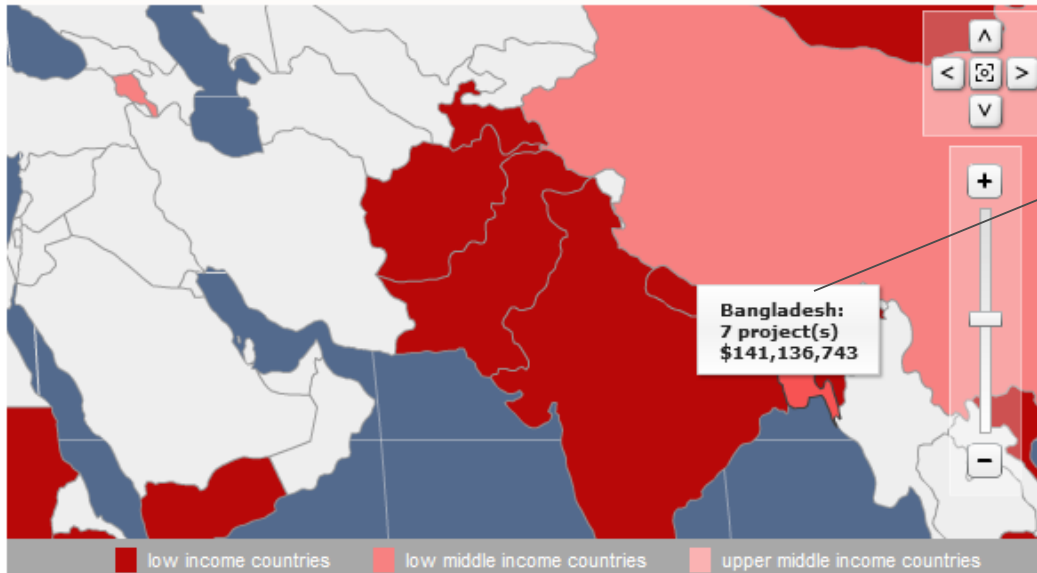 Bangladesh:
7 project(s)
$141,136,743
low income countries
low middle income countries
upper middle income countries